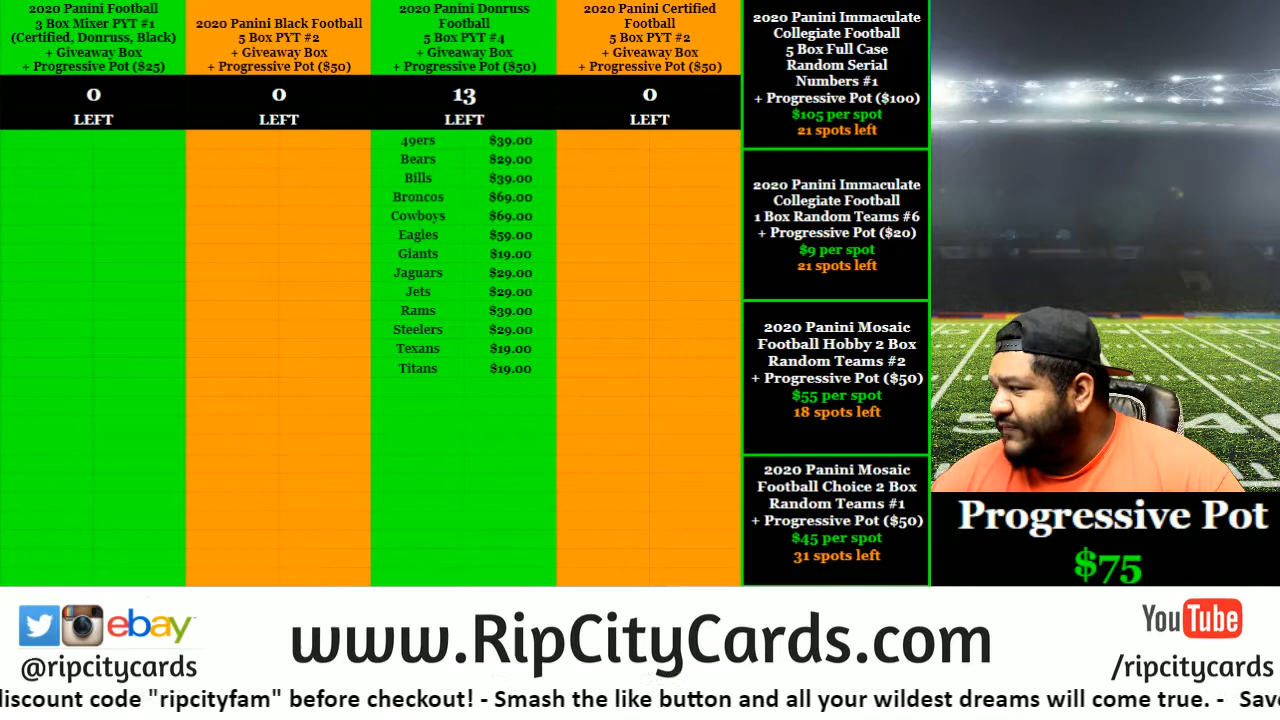 2020 Panini Football
3 Box Mixer PYT #1
(Certified, Donruss, Black)
+ Giveaway Box
+ Progressive Pot ($25)
0
LEFT
2020 Panini Black Football
5 Box PYT #2
+ Giveaway Box
+ Progressive Pot ($50)
0
LEFT
2020 Panini Donruss
Football
5 Box PYT #4
+ Giveaway Box
+ Progressive Pot ($50)
13
LEFT
49ers $39.00
Bears $29.00
Bills $39.00
Broncos $69.00
Cowboys $69.00
Eagles $59.00
Giants $19.00
Jaguars $29.00
Jets $29.00
Rams $39.00
Steelers $29.00
Texans $19.00
Titans $19.00
2020 Panini Certified
Football
5 Box PYT #2
+ Giveaway Box
+ Progressive Pot ($50)
0
LEFT
2020 Panini Immaculate
Collegiate Football
5 Box Full Case
Random Serial
Numbers #1
+ Progressive Pot ($100)
$105 per spot
21 spots left
2020 Panini Immaculate
Collegiate Football
1 Box Random Teams #6
+ Progressive Pot ($20)
$9 per spot
21 spots left
2020 Panini Mosaic
Football Hobby 2 Box
Random Teams #2
+ Progressive Pot ($50)
$55 per spot
18 spots left
2020 Panini Mosaic
Football Choice 2 Box
Random Teams #1
+ Progressive Pot ($50)
$45 per spot
31 spots left
Progressive Pot
$75
ebay
@ripcitycards
www.RipCityCards.com
YouTube
/ripcitycards
discount code "ripcityfam" before checkout! - Smash the like button and all your wildest dreams will come true. - Sav